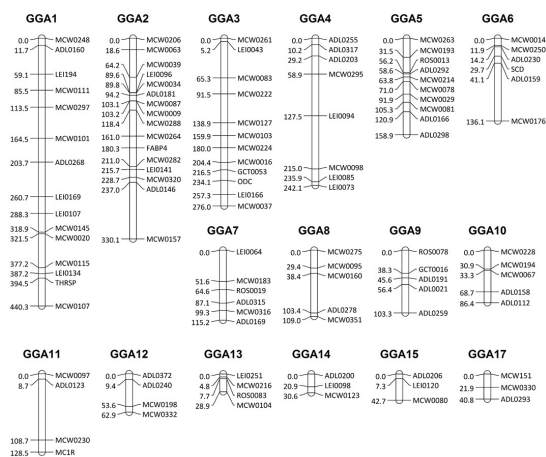 GGA1
0.0 MCW0248
11.7 ADL0160
59.1 LEI194
85.5 MCW0111
113.5 MCW0297
164.5 MCW0101
203.7 ADL0268
260.7 LEI0169
288.3 LEI0107
318.9 MCW0145
321.5 MCW0020
377.2 MCW0115
387.2 LEI0134
394.5 THRSP
440.3 MCW0107
GGA2
0.0 MCW0206
18.6 MCW0063
64.2 MCW0039
89.6 LEI0096
89.8 MCW0034
94.2 ADL0181
103.1 MCW0087
103.2 MCW0009
118.4 MCW0288
161.0 MCW0264
180.3 FABP4
211.0 MCW0282
215.7 LEI0141
228.7 MCW0320
237.0 ADL0146
330.1 MCW0157
GGA3
0.0 MCW0261
5.2 LEI0043
65.3 MCW0083
91.5 MCW0222
138.9 MCW0127
159.9 MCW0103
180.0 MCW0224
204.4 MCW0016
216.5 GCT0053
234.1 ODC
257.3 LEI0166
276.0 MCW0037
GGA4
0.0 ADL0255
10.2 ADL0317
29.2 ADL0203
58.9 MCW0295
127.5 LEI0094
215.0 MCW0098
235.9 LEI0085
242.1 LEI0073
GGA5
0.0 MCW0263
31.5 MCW0193
56.2 ROS0013
58.6 ADL0292
63.8 MCW0214
71.0 MCW0078
91.9 MCW0029
105.3 MCW0081
120.9 ADL0166
158.9 ADL0298
GGA6
0.0 MCW0014
11.9 MCW0250
14.2 ADL0230
29.7 SCD
41.1 ADL0159
136.1 MCW0176
GGA7
0.0 LEI0064
51.6 MCW0183
64.6 ROS0019
87.1 ADL0315
99.3 MCW0316
115.2 ADL0169
GGA8
0.0 MCW0275
29.4 MCW0095
38.4 MCW0160
103.4 ADL0278
109.0 MCW0351
GGA9
0.0 ROS0078
38.3 GCT0016
45.6 ADL0191
56.4 ADL0021
103.3 ADL0259
GGA10
0.0 MCW0228
30.9 MCW0194
33.3 MCW0067
68.7 ADL0158
86.4 ADL0112
GGA11
0.0 MCW0097
8.7 ADL0123
108.7 MCW0230
128.5 MC1R
GGA12
0.0 ADL0372
9.4 ADL0240
53.6 MCW0198
62.9 MCW0332
GGA13
0.0 LEI0251
4.8 MCW0216
7.7 ROS0083
28.9 MCW0104
GGA14
0.0 ADL0200
20.9 LEI0098
30.6 MCW0123
GGA15
0.0 ADL0206
7.3 LEI0120
42.7 MCW0080
GGA17
0.0 MCW151
21.9 MCW0330
40.8 ADL0293